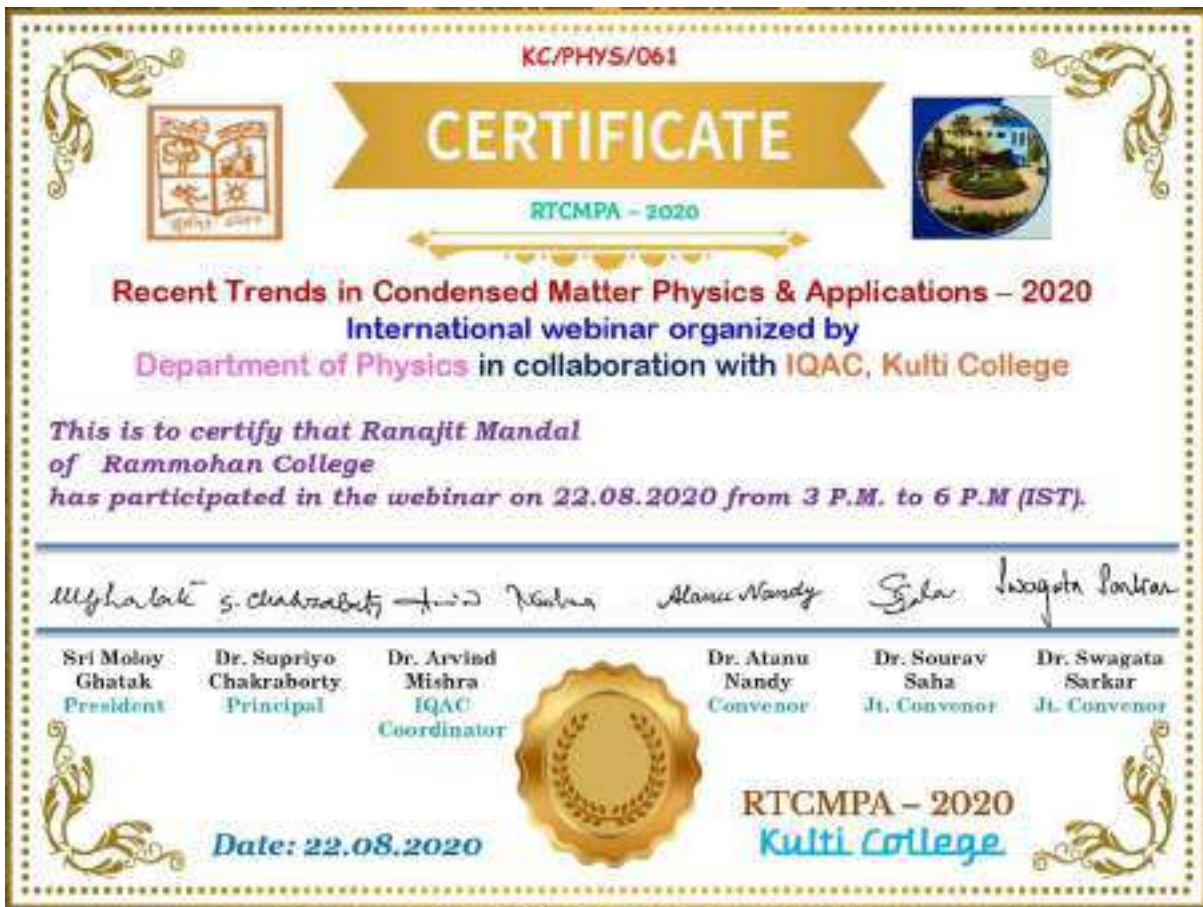 KC/PHYS/061
CERTIFICATE
RTCMPA – 2020
Recent Trends in Condensed Matter Physics & Applications – 2020
International webinar organized by
Department of Physics in collaboration with IQAC, Kulti College
This is to certify that Ranajit Mandal
of Rammohan College
has participated in the webinar on 22.08.2020 from 3 P.M. to 6 P.M (IST).
S. Chakraborty Atanu Nandy Swagata Sarkar
Sri Moloy Ghatak
President
Dr. Supriyo Chakraborty
Principal
Dr. Arvind Mishra
IQAC
Coordinator
Dr. Atanu Nandy
Convenor
Dr. Sourav Saha
Jt. Convenor
Dr. Swagata Sarkar
Jt. Convenor
Date: 22.08.2020
RTCMPA – 2020
Kulti College